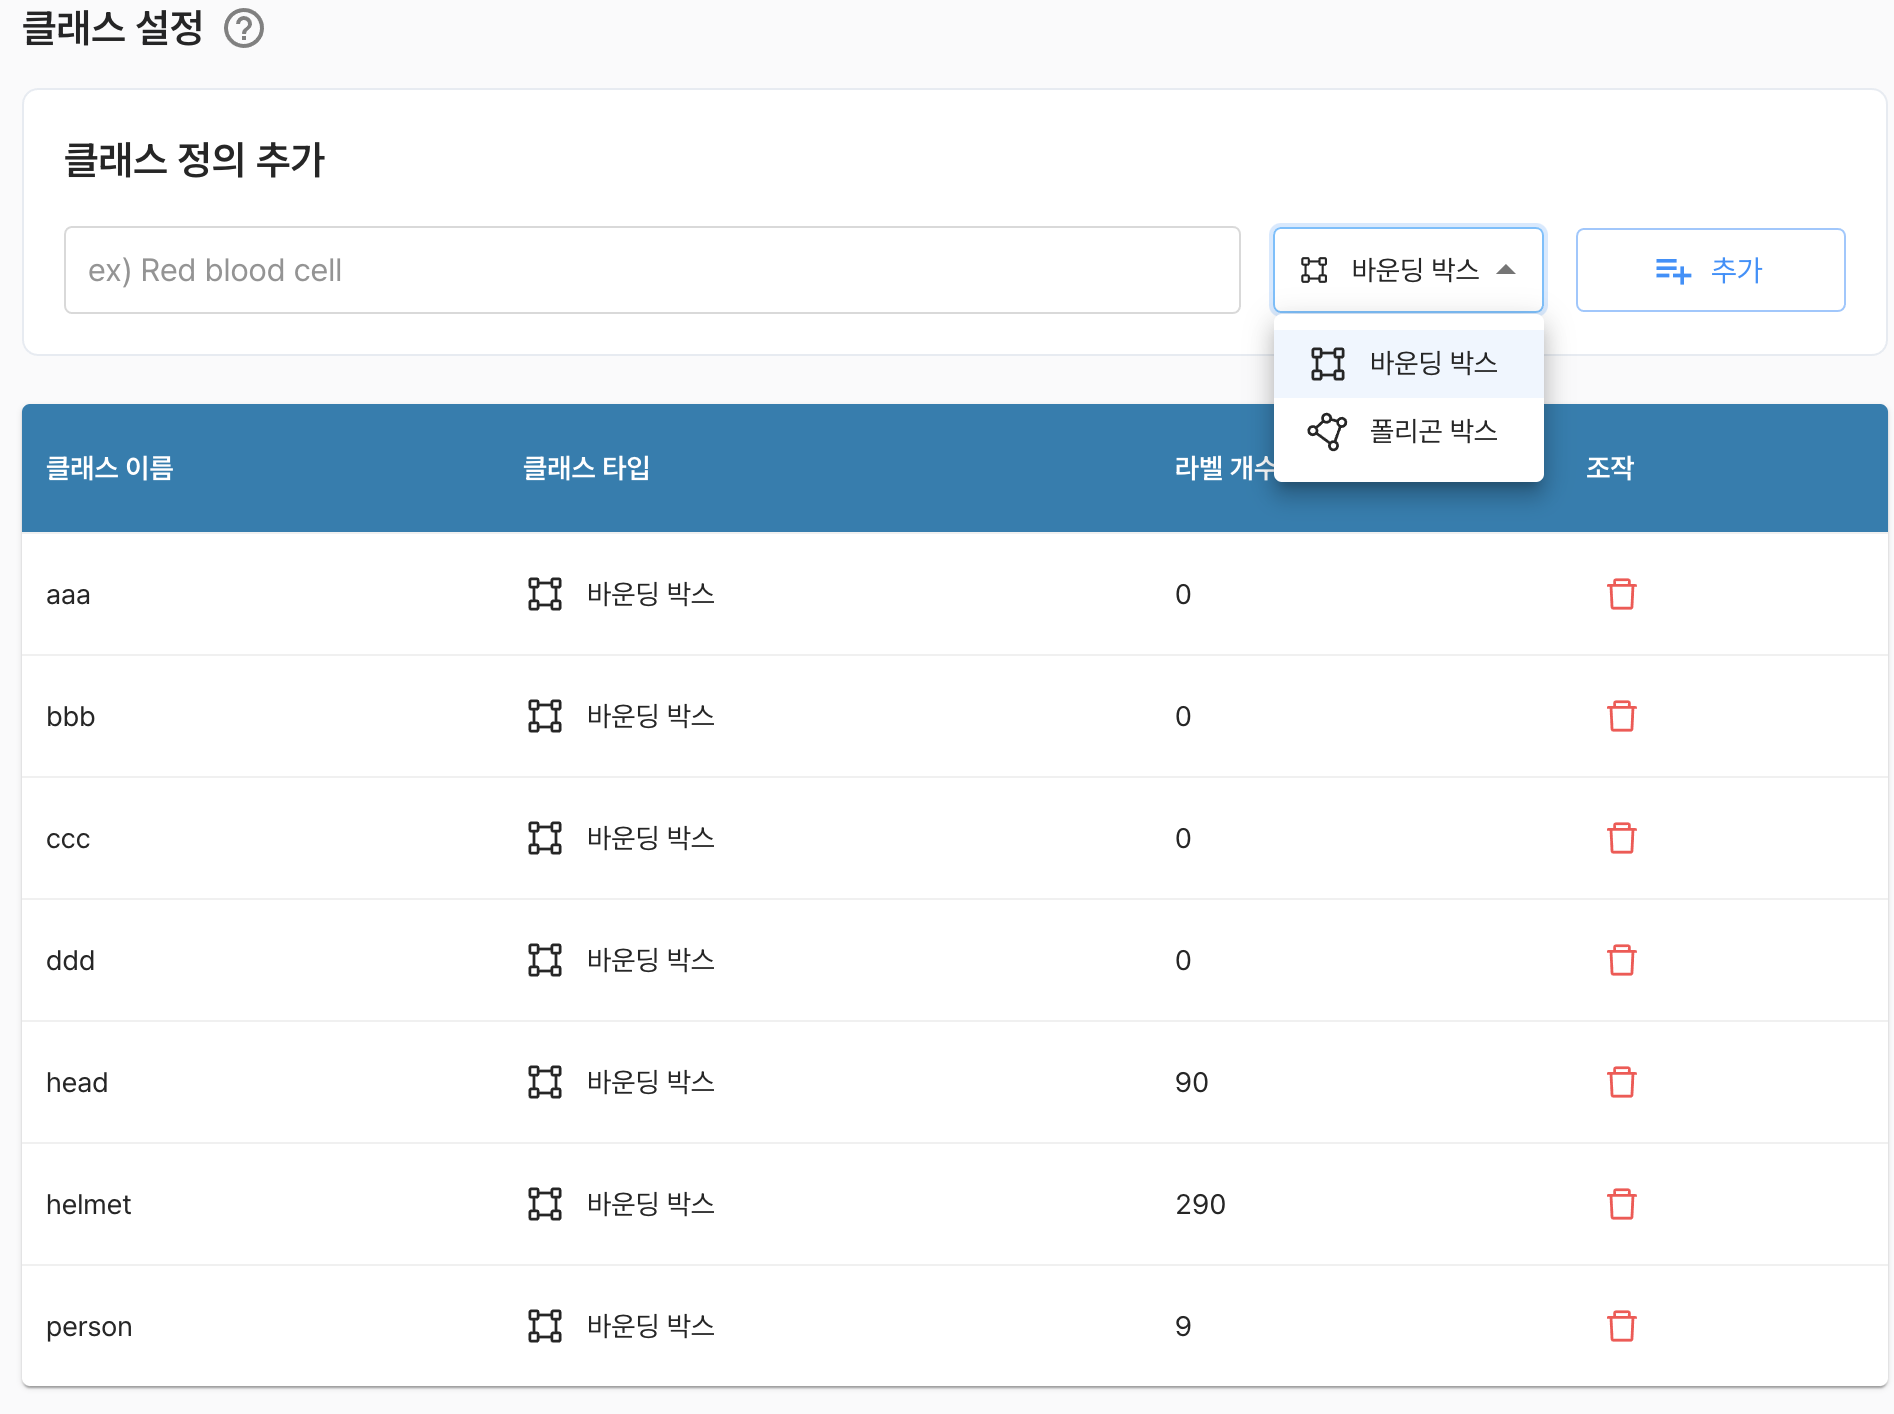 클래스 설정
클래스 정의 추가
ex) Red blood cell
바운딩 박스
추가
바운딩 박스
폴리곤 박스
클래스 이름 클래스 타입 라벨 개수 조작
aaa 바운딩 박스 0
bbb 바운딩 박스 0
ccc 바운딩 박스 0
ddd 바운딩 박스 0
head 바운딩 박스 90
helmet 바운딩 박스 290
person 바운딩 박스 9